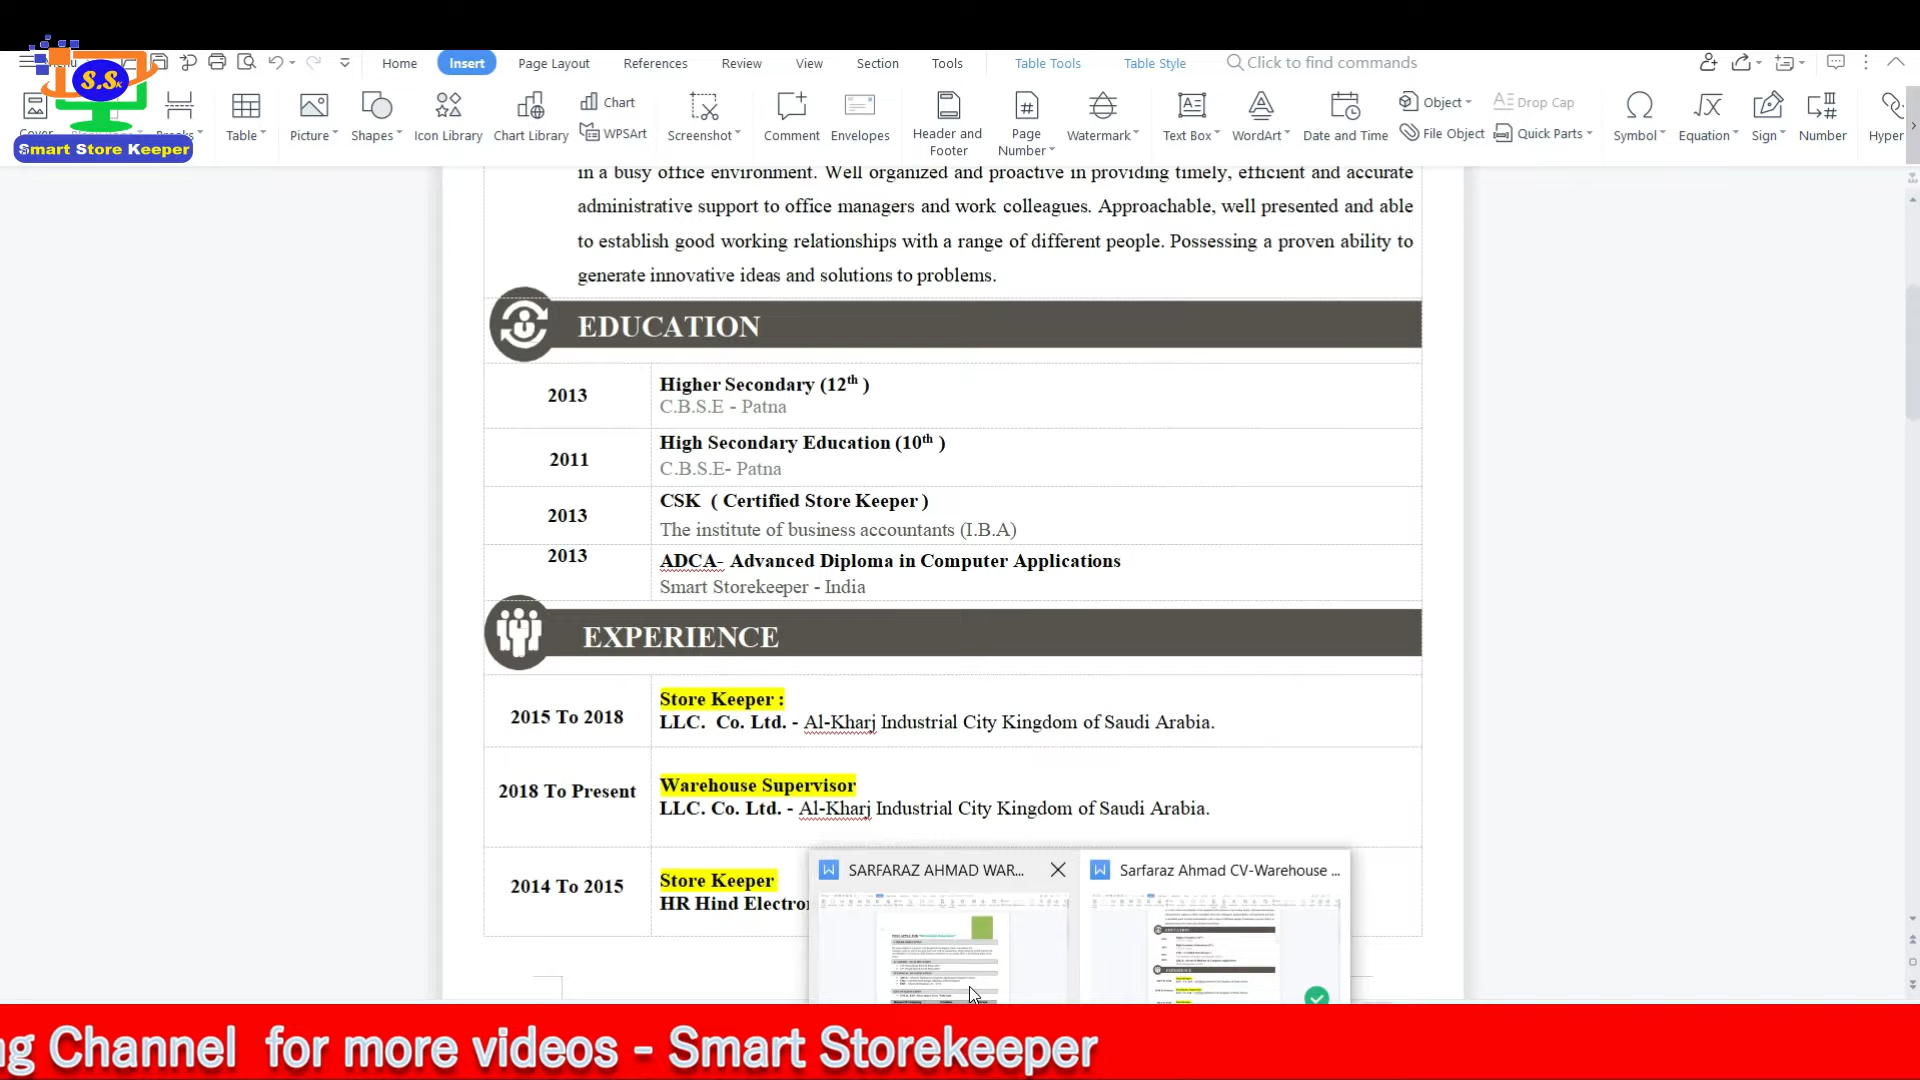 Menu
Home Insert Page Layout References Review View Section Tools Table Tools Table Style Click to find commands
S.S
K
Smart Store Keeper
Cover
Breaks
Table
Picture
Shapes
Icon Library
Chart Library
Chart
WPSArt
Screenshot
Comment
Envelopes
Header and Footer
Page Number
Watermark
Text Box
WordArt
Date and Time
Object
File Object
Drop Cap
Quick Parts
Symbol
Equation
Sign
Number
Hyper
in a busy office environment. Well organized and proactive in providing timely, efficient and accurate
administrative support to office managers and work colleagues. Approachable, well presented and able
to establish good working relationships with a range of different people. Possessing a proven ability to
generate innovative ideas and solutions to problems.
EDUCATION
2013
Higher Secondary (12th )
C.B.S.E - Patna
2011
High Secondary Education (10th )
C.B.S.E- Patna
2013
CSK ( Certified Store Keeper )
The institute of business accountants (I.B.A)
2013
ADCA- Advanced Diploma in Computer Applications
Smart Storekeeper - India
EXPERIENCE
2015 To 2018
Store Keeper :
LLC. Co. Ltd. - Al-Kharj Industrial City Kingdom of Saudi Arabia.
2018 To Present
Warehouse Supervisor
LLC. Co. Ltd. - Al-Kharj Industrial City Kingdom of Saudi Arabia.
2014 To 2015
Store Keeper
HR Hind Electron
SARFARAZ AHMAD WAR...
Sarfaraz Ahmad CV-Warehouse ...
ng Channel for more videos - Smart Storekeeper